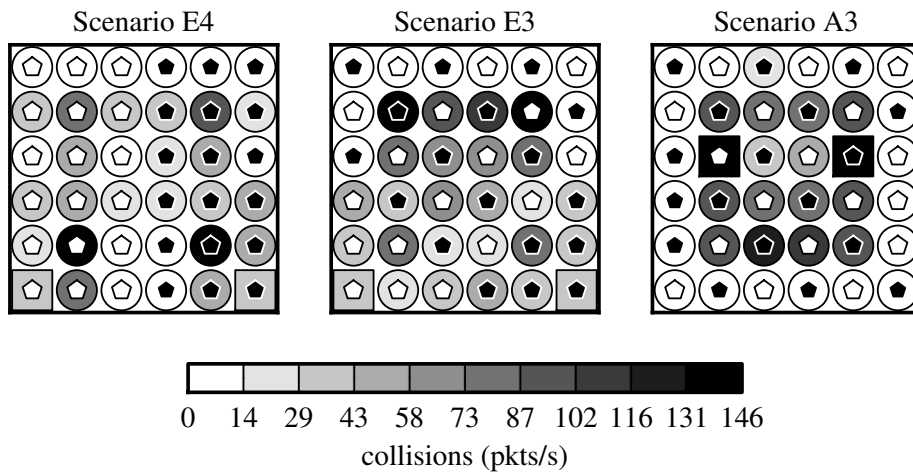 Scenario E4 Scenario E3 Scenario A3
0 14 29 43 58 73 87 102 116 131 146
collisions (pkts/s)